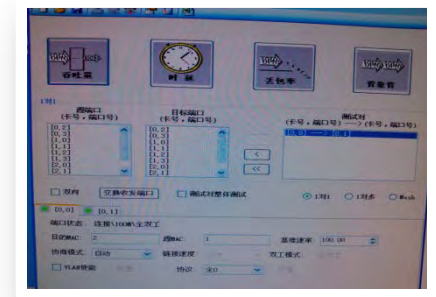 吞吐量 时 延 丢包率 背靠背
1对1
源端口 目标端口 测试对
(卡号，端口号) (卡号，端口号) (卡号，端口号) ---> (卡号，端口号)
[0, 2] [0, 2] [0, 0] ---> [0, 1]
[0, 3] [0, 3]
[1, 0] [1, 0]
[1, 1] [1, 1]
[1, 2] [1, 2]
[1, 3] [1, 3]
[2, 0] [2, 0]
[2, 1] [2, 1]
<
<<
双向 交换收发端口 测试对整体测试 1对1 1对多 Mesh
[0, 0] [0, 1]
端口状态: 连接\100M\全双工
目的MAC: 2 源MAC: 1 基准速率: 100.00
协商模式: 自动 链接速度: 双工模式:
VLAN使能 协议: 全0